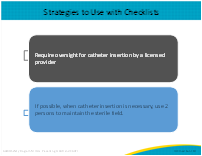 Strategies to Use with Checklists
Require oversight for catheter insertion by a licensed
provider
If possible, when catheter insertion is necessary, use 2
persons to maintain the sterile field.